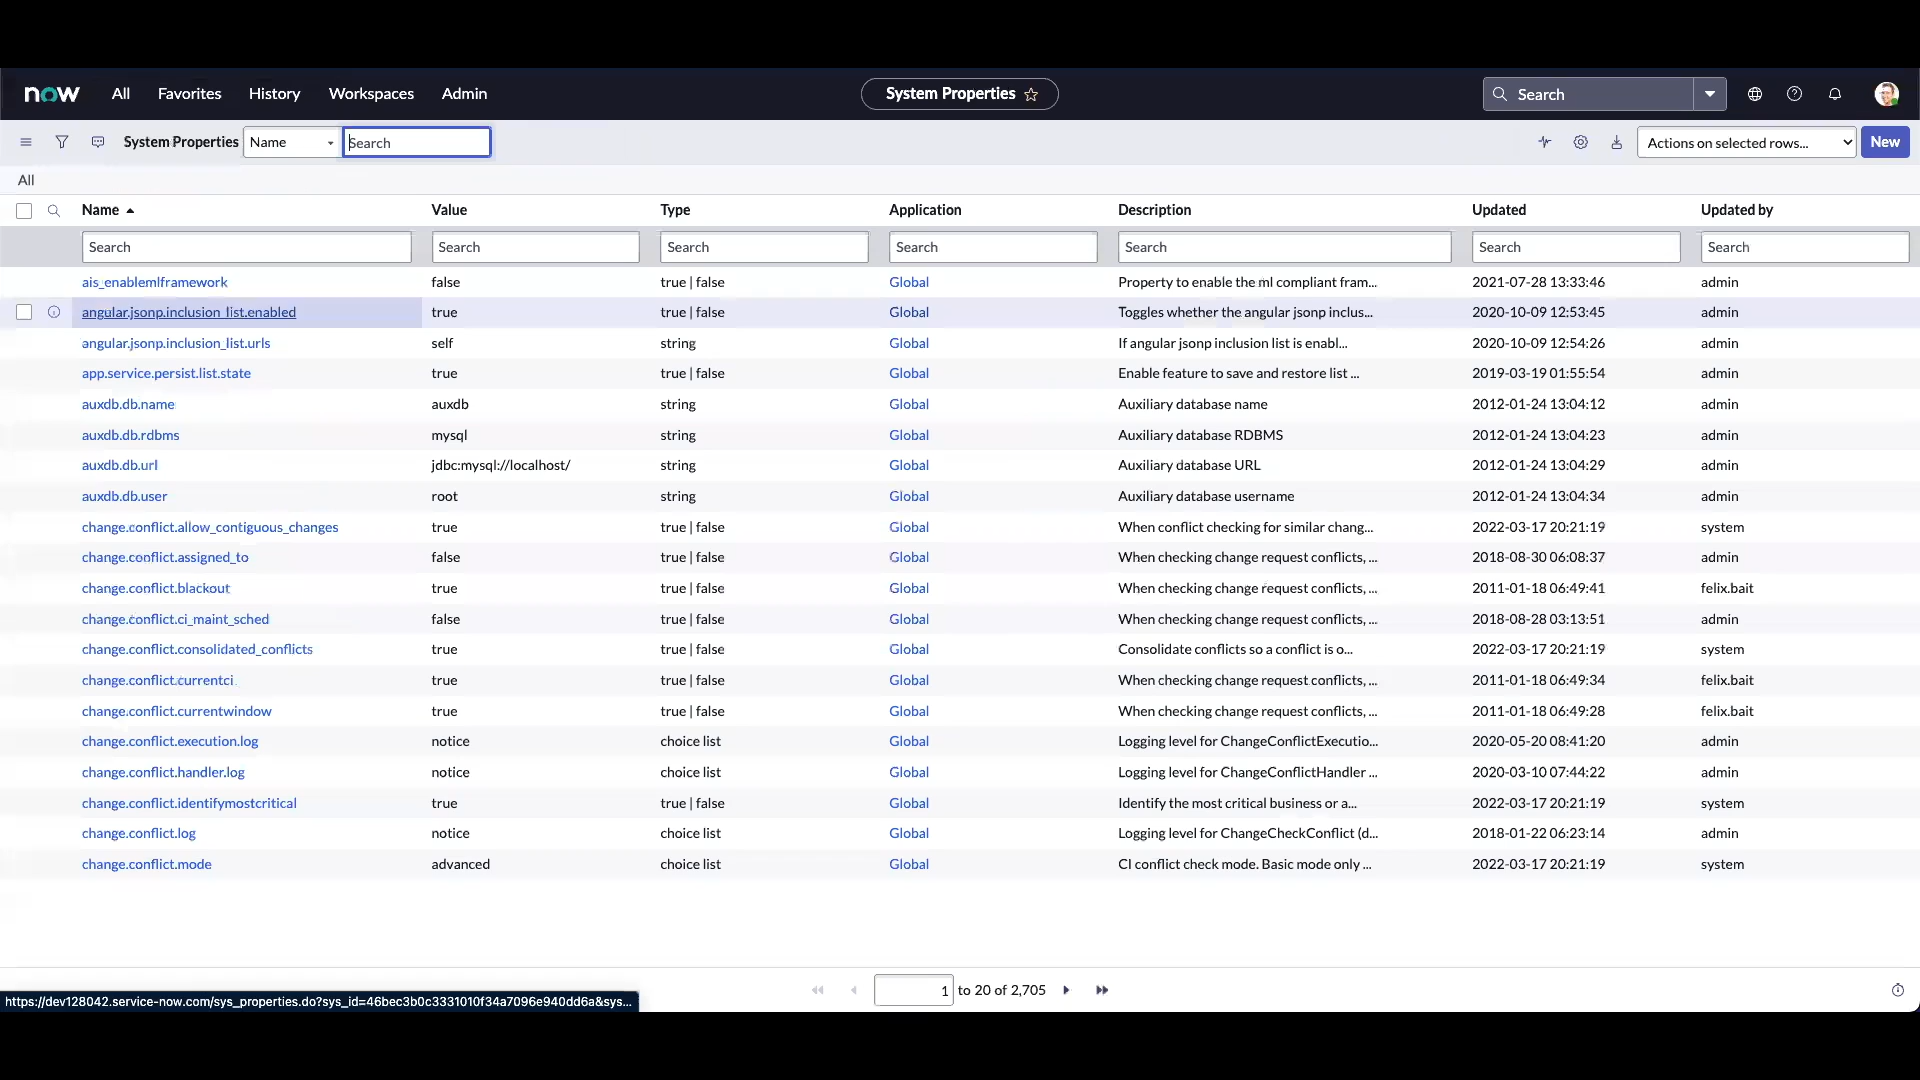 now All Favorites History Workspaces Admin System Properties Search
System Properties Name Search Actions on selected rows... New
All
Name Value Type Application Description Updated Updated by
Search Search Search Search Search Search Search
ais_enablemlframework false true | false Global Property to enable the ml compliant fram... 2021-07-28 13:33:46 admin
angular.jsonp.inclusion_list.enabled true true | false Global Toggles whether the angular jsonp inclus... 2020-10-09 12:53:45 admin
angular.jsonp.inclusion_list.urls self string Global If angular jsonp inclusion list is enabl... 2020-10-09 12:54:26 admin
app.service.persist.list.state true true | false Global Enable feature to save and restore list ... 2019-03-19 01:55:54 admin
auxdb.db.name auxdb string Global Auxiliary database name 2012-01-24 13:04:12 admin
auxdb.db.rdbms mysql string Global Auxiliary database RDBMS 2012-01-24 13:04:23 admin
auxdb.db.url jdbc:mysql://localhost/ string Global Auxiliary database URL 2012-01-24 13:04:29 admin
auxdb.db.user root string Global Auxiliary database username 2012-01-24 13:04:34 admin
change.conflict.allow_contiguous_changes true true | false Global When conflict checking for similar chang... 2022-03-17 20:21:19 system
change.conflict.assigned_to false true | false Global When checking change request conflicts, ... 2018-08-30 06:08:37 admin
change.conflict.blackout true true | false Global When checking change request conflicts, ... 2011-01-18 06:49:41 felix.bait
change.conflict.ci_maint_sched false true | false Global When checking change request conflicts, ... 2018-08-28 03:13:51 admin
change.conflict.consolidated_conflicts true true | false Global Consolidate conflicts so a conflict is o... 2022-03-17 20:21:19 system
change.conflict.currentci true true | false Global When checking change request conflicts, ... 2011-01-18 06:49:34 felix.bait
change.conflict.currentwindow true true | false Global When checking change request conflicts, ... 2011-01-18 06:49:28 felix.bait
change.conflict.execution.log notice choice list Global Logging level for ChangeConflictExecutio... 2020-05-20 08:41:20 admin
change.conflict.handler.log notice choice list Global Logging level for ChangeConflictHandler ... 2020-03-10 07:44:22 admin
change.conflict.identifymostcritical true true | false Global Identify the most critical business or a... 2022-03-17 20:21:19 system
change.conflict.log notice choice list Global Logging level for ChangeCheckConflict (d... 2018-01-22 06:23:14 admin
change.conflict.mode advanced choice list Global CI conflict check mode. Basic mode only ... 2022-03-17 20:21:19 system
1 to 20 of 2,705
https://dev128042.service-now.com/sys_properties.do?sys_id=46bec3b0c3331010f34a7096e940dd6a&sys...